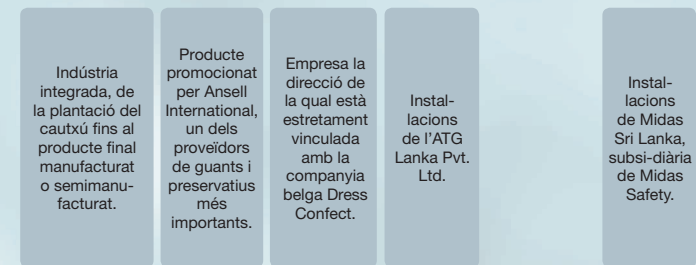 Indústria
integrada, de
la plantació del
cautxú fins al
producte final
manufacturat
o semimanu-
facturat.
Producte
promocionat
per Ansell
International,
un dels
proveïdors
de guants i
preservatius
més
importants.
Empresa la
direcció de
la qual està
estretament
vinculada
amb la
companyia
belga Dress
Confect.
Instal-
lacions
de l’ATG
Lanka Pvt.
Ltd.
Instal-
lacions
de Midas
Sri Lanka,
subsi-diària
de Midas
Safety.